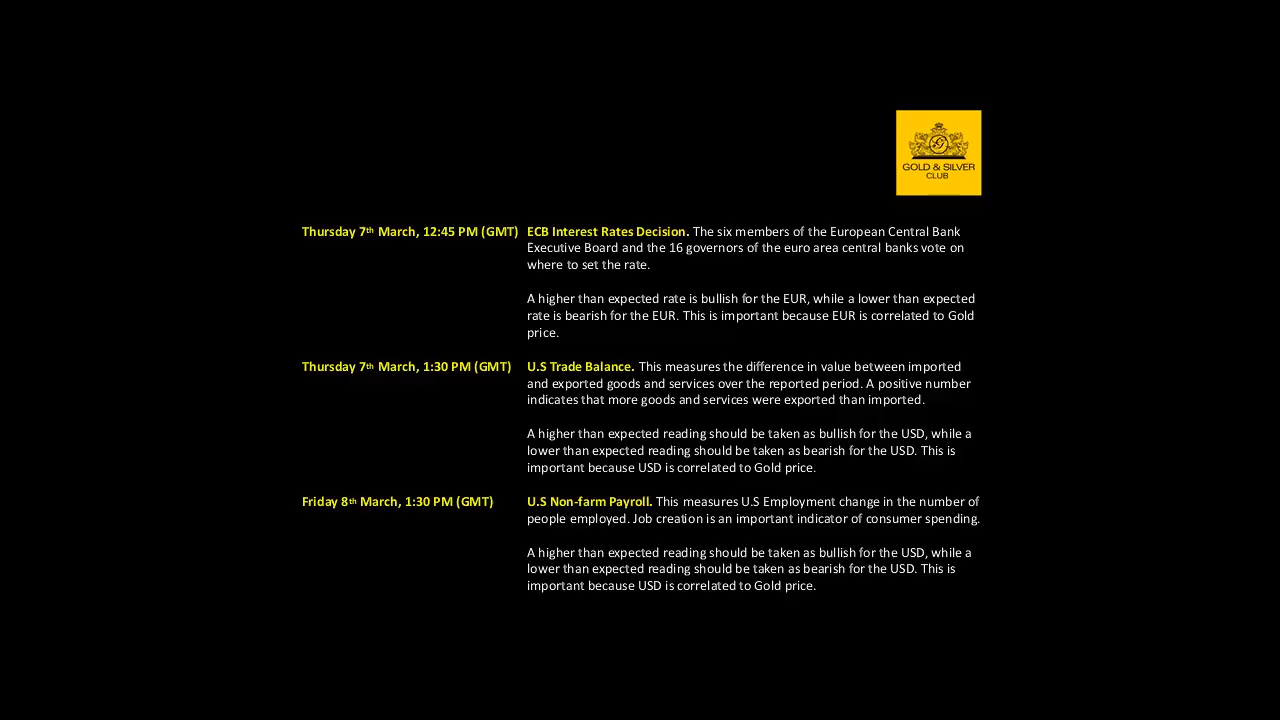 GOLD & SILVER
CLUB
Thursday 7th March, 12:45 PM (GMT) ECB Interest Rates Decision. The six members of the European Central Bank
Executive Board and the 16 governors of the euro area central banks vote on
where to set the rate.
A higher than expected rate is bullish for the EUR, while a lower than expected
rate is bearish for the EUR. This is important because EUR is correlated to Gold
price.
Thursday 7th March, 1:30 PM (GMT) U.S Trade Balance. This measures the difference in value between imported
and exported goods and services over the reported period. A positive number
indicates that more goods and services were exported than imported.
A higher than expected reading should be taken as bullish for the USD, while a
lower than expected reading should be taken as bearish for the USD. This is
important because USD is correlated to Gold price.
Friday 8th March, 1:30 PM (GMT) U.S Non-farm Payroll. This measures U.S Employment change in the number of
people employed. Job creation is an important indicator of consumer spending.
A higher than expected reading should be taken as bullish for the USD, while a
lower than expected reading should be taken as bearish for the USD. This is
important because USD is correlated to Gold price.